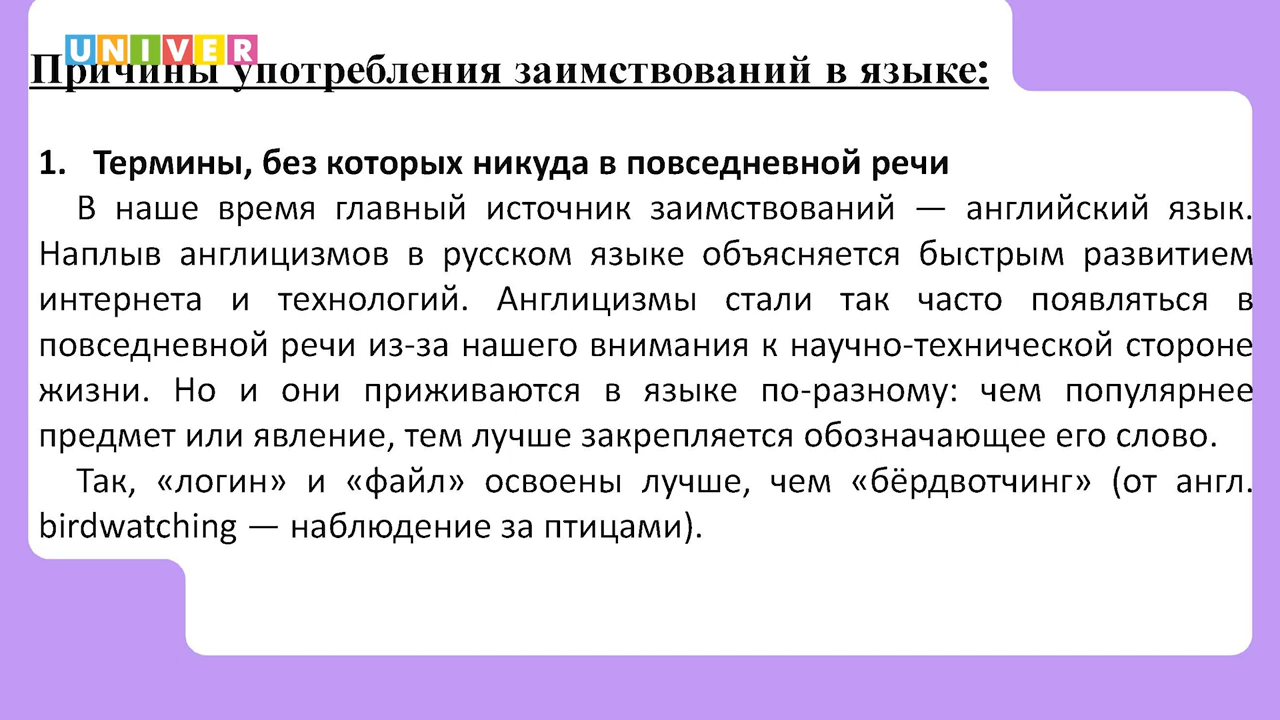 UNIVER
Причины употребления заимствований в языке:
1. Термины, без которых никуда в повседневной речи
В наше время главный источник заимствований — английский язык.
Наплыв англицизмов в русском языке объясняется быстрым развитием
интернета и технологий. Англицизмы стали так часто появляться в
повседневной речи из-за нашего внимания к научно-технической стороне
жизни. Но и они приживаются в языке по-разному: чем популярнее
предмет или явление, тем лучше закрепляется обозначающее его слово.
Так, «логин» и «файл» освоены лучше, чем «бёрдвотчинг» (от англ.
birdwatching — наблюдение за птицами).